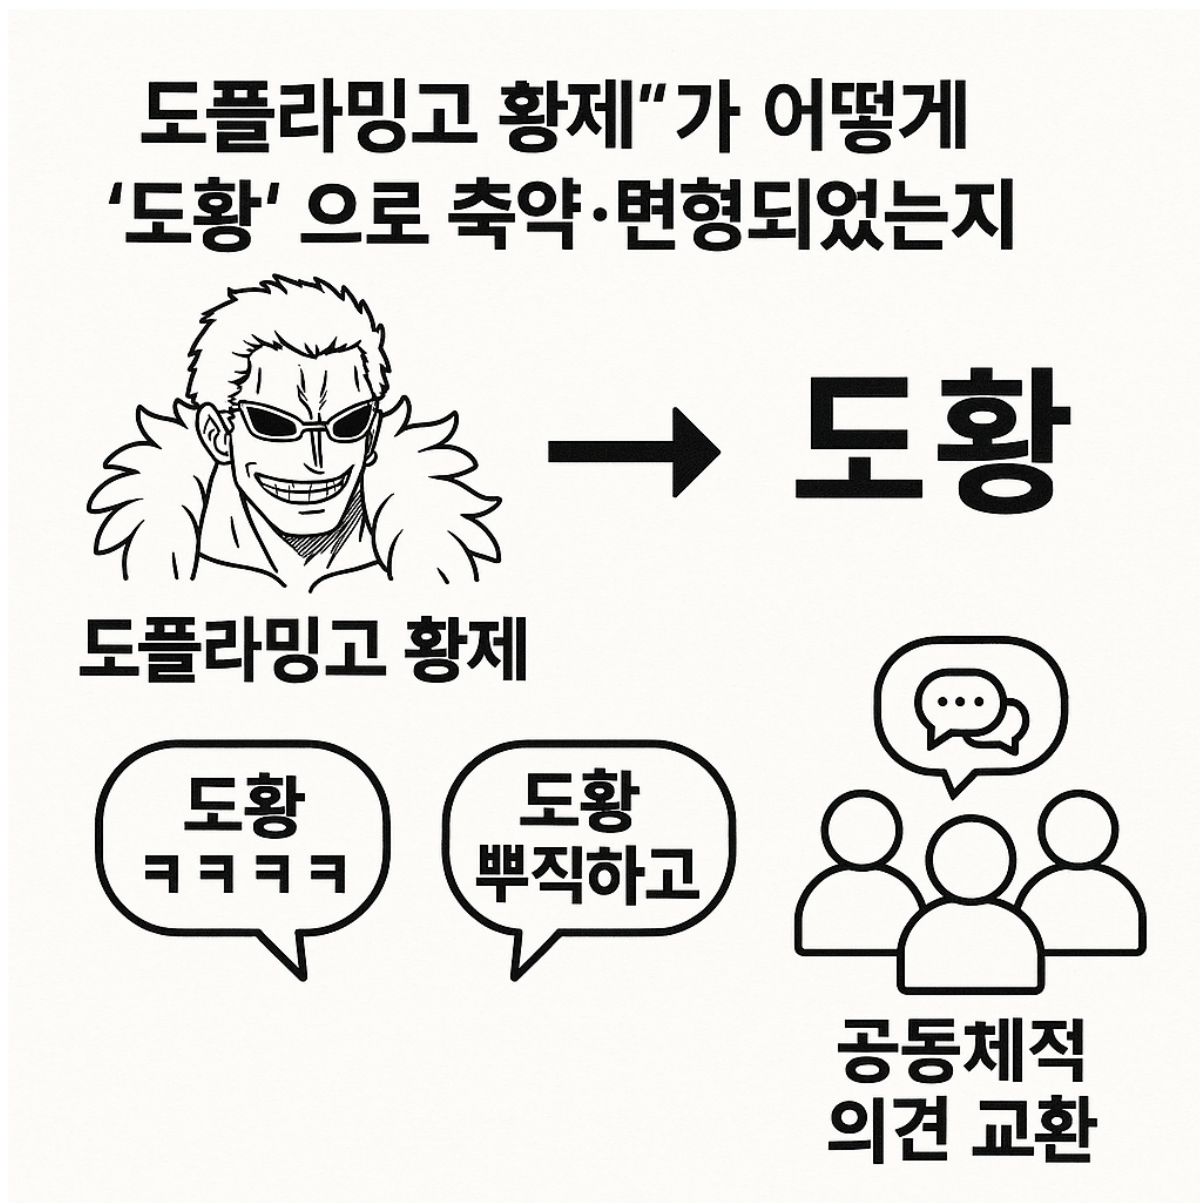 도플라밍고 황제"가 어떻게
'도황' 으로 축약·변형되었는지
도황
도플라밍고 황제
도황
ㅋㅋㅋㅋ
도황
뿌직하고
공동체적
의견 교환